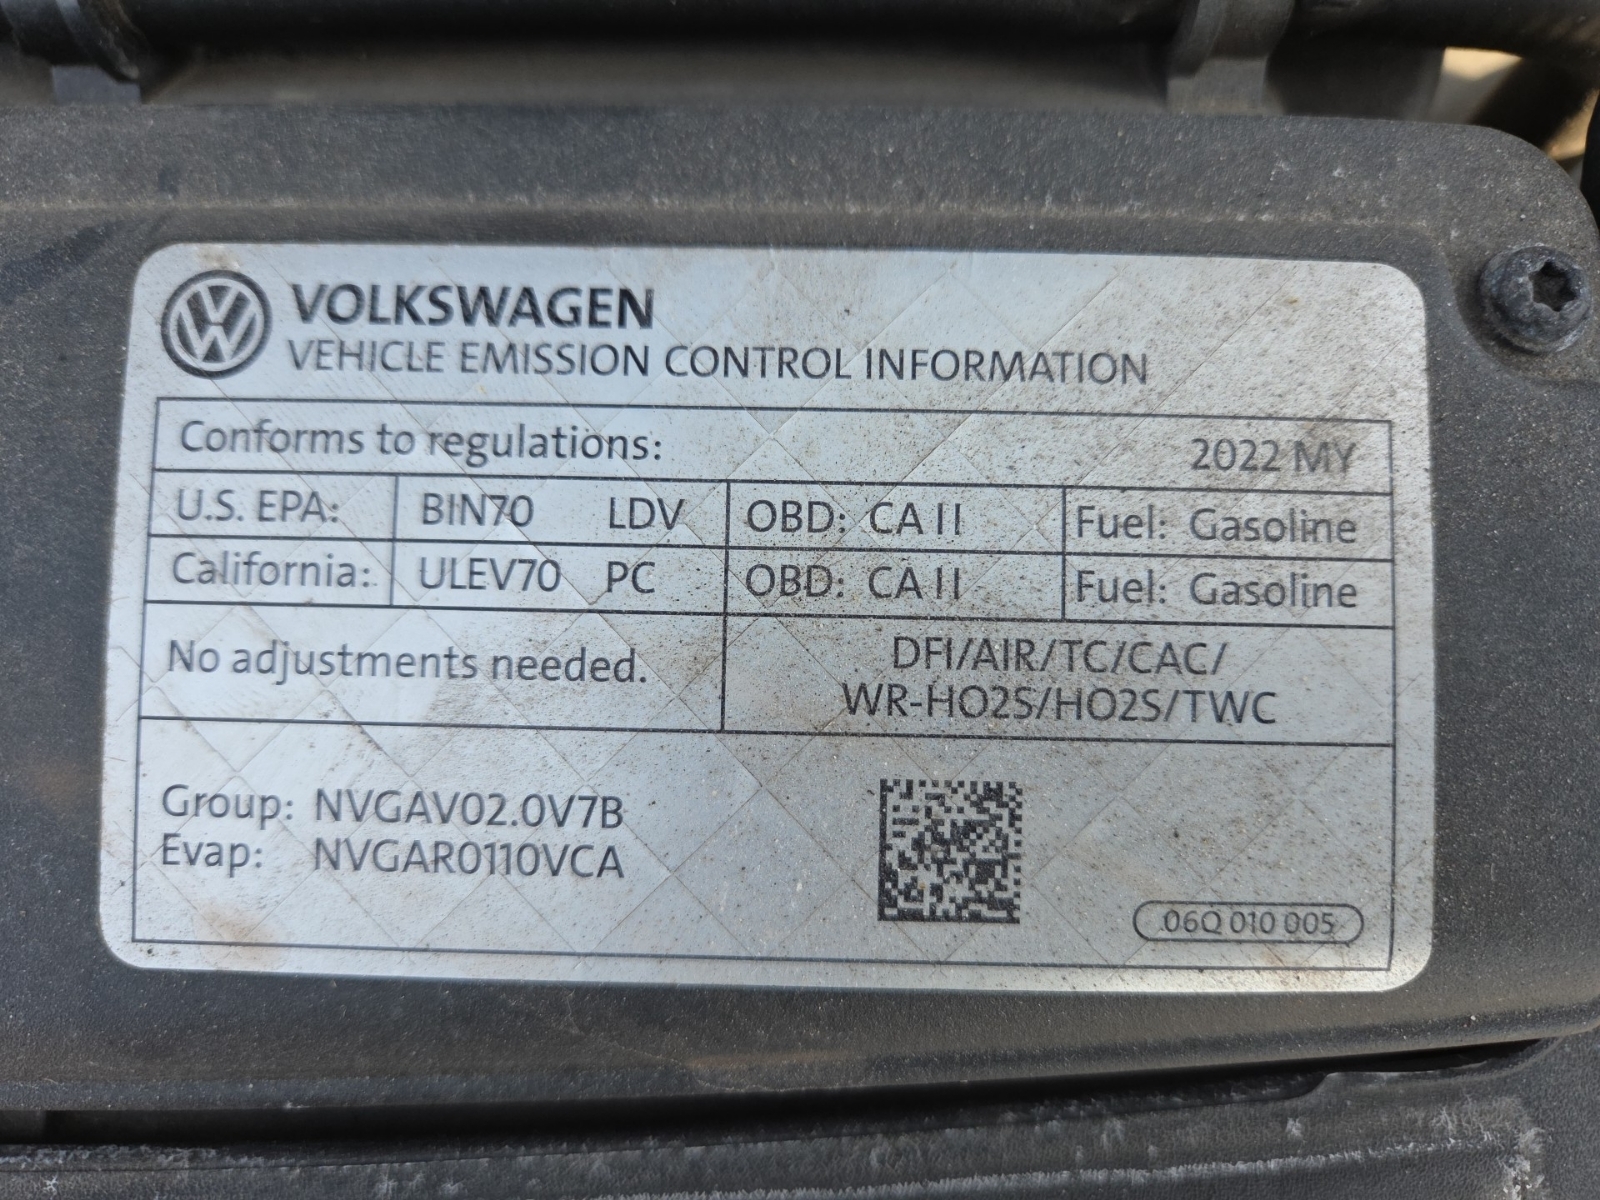 VOLKSWAGEN
VEHICLE EMISSION CONTROL INFORMATION
Conforms to regulations: 2022 MY
U.S. EPA: BIN70 LDV OBD: CA II Fuel: Gasoline
California: ULEV70 PC OBD: CA II Fuel: Gasoline
No adjustments needed. DFI/AIR/TC/CAC/
WR-HO2S/HO2S/TWC
Group: NVGAV02.0V7B
Evap: NVGAR0110VCA
06Q 010 005